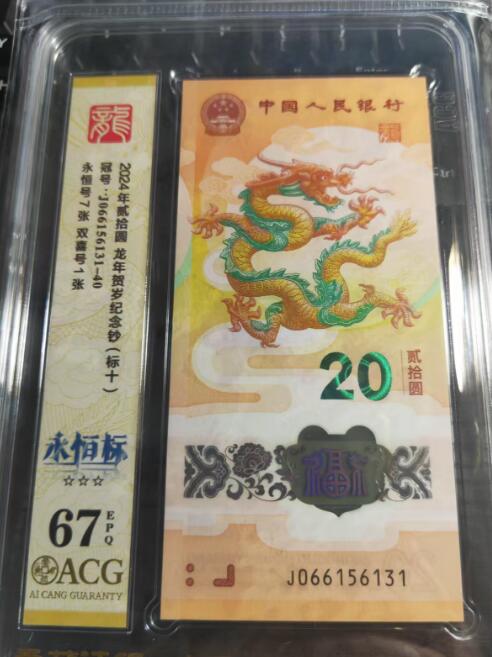 龍
2024年贰拾圆 龙年贺岁纪念钞（标十）
冠号：J066156131-40
永恒号7张 双喜号1张
永恒标
67
EPQ
ACG
AI CANG GUARANTY
中国人民银行
20
贰拾圆
福
J066156131